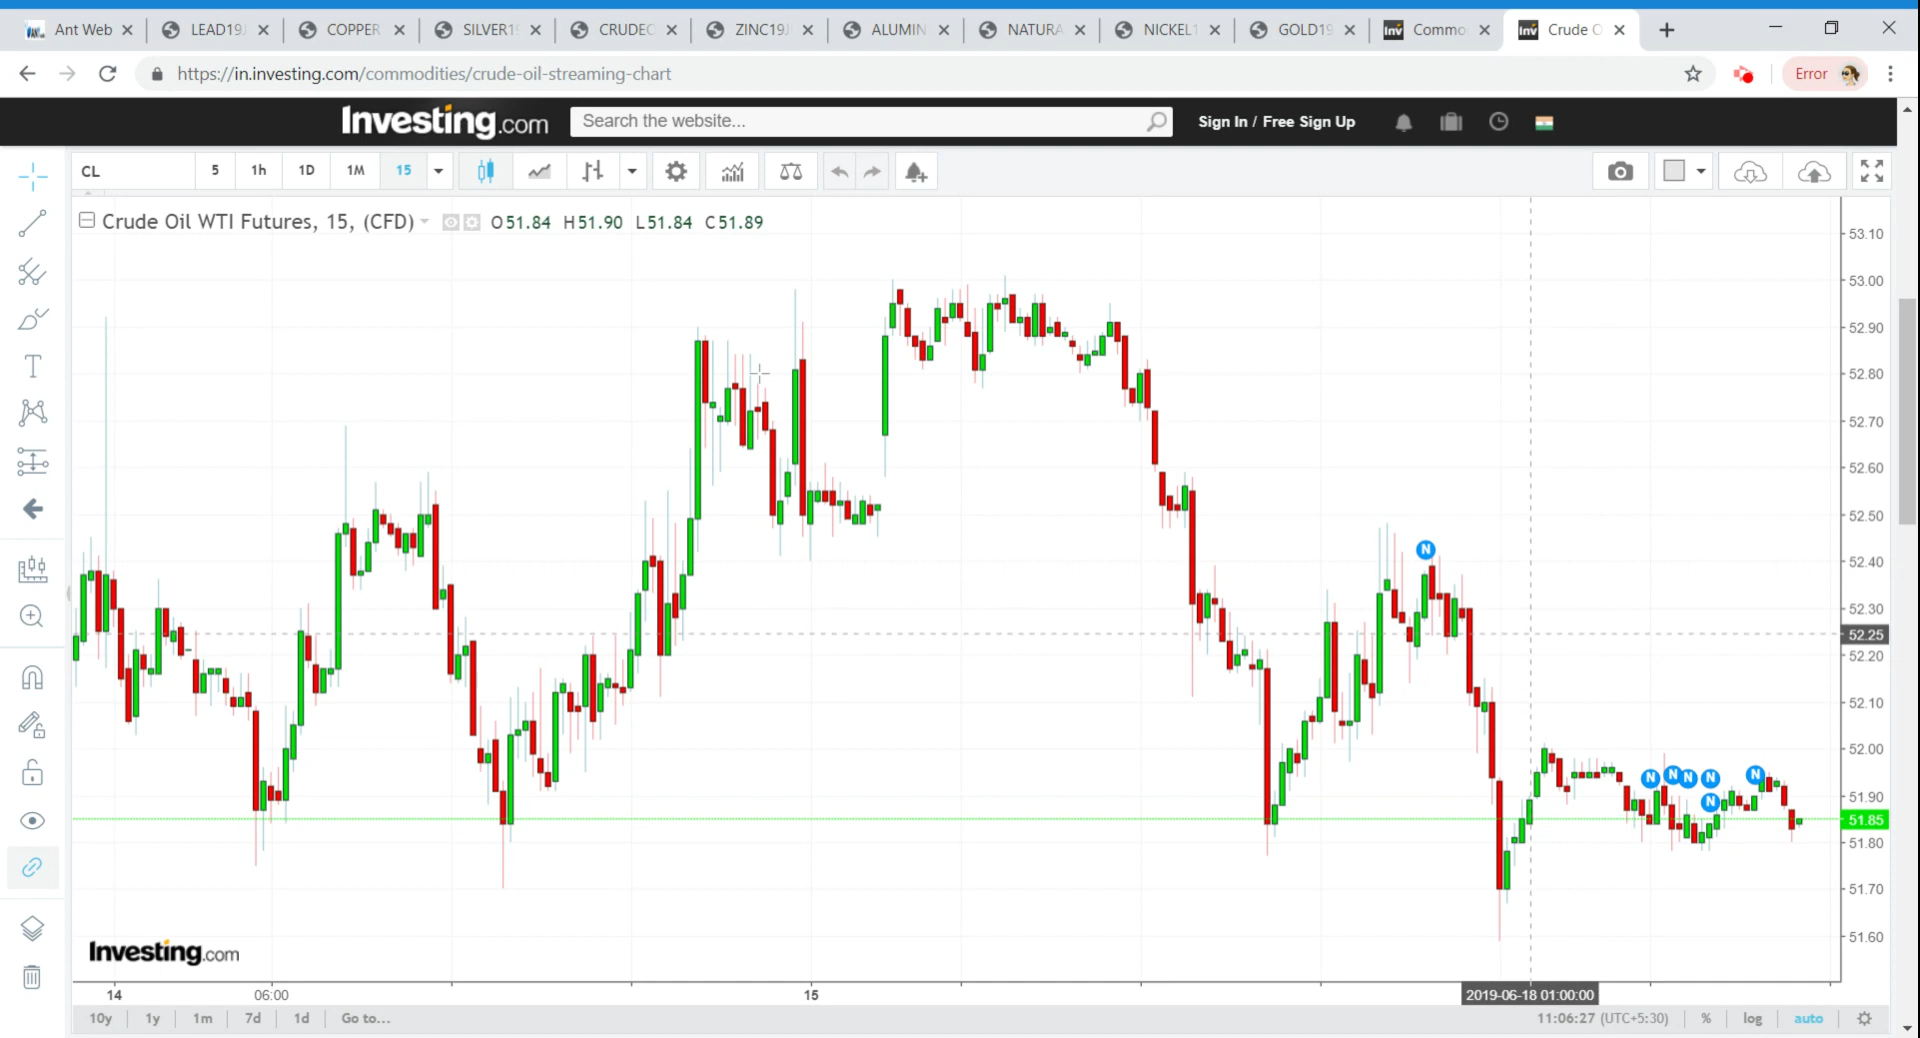 Ant Web LEAD19J COPPER SILVER19 CRUDEC ZINC19J ALUMIN NATURA NICKEL1 GOLD19 Commo Crude O
https://in.investing.com/commodities/crude-oil-streaming-chart Error
Investing.com Search the website... Sign In / Free Sign Up
CL 5 1h 1D 1M 15
Crude Oil WTI Futures, 15, (CFD) O51.84 H51.90 L51.84 C51.89
53.10
53.00
52.90
52.80
52.70
52.60
52.50
52.40
52.30
52.25
52.20
52.10
52.00
51.90
51.85
51.80
51.70
51.60
N
N N N N N
N
Investing.com
14 06:00 15 2019-06-18 01:00:00
10y 1y 1m 7d 1d Go to... 11:06:27 (UTC+5:30) % log auto